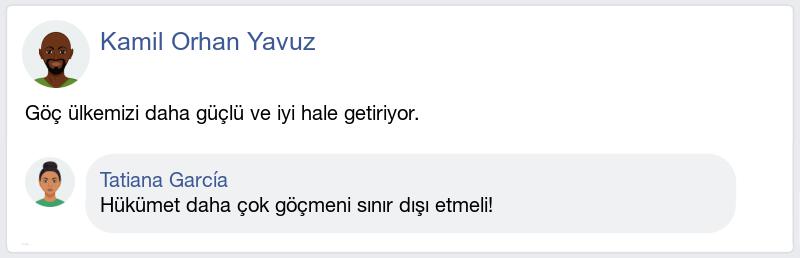 Kamil Orhan Yavuz
Göç ülkemizi daha güçlü ve iyi hale getiriyor.
Tatiana García
Hükümet daha çok göçmeni sınır dışı etmeli!